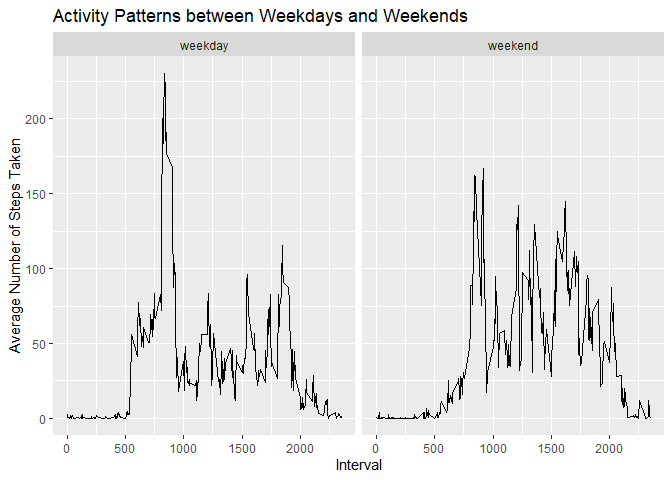 Activity Patterns between Weekdays and Weekends
weekday weekend
Average Number of Steps Taken
200
150
100
50
0
0 500 1000 1500 2000 0 500 1000 1500 2000
Interval